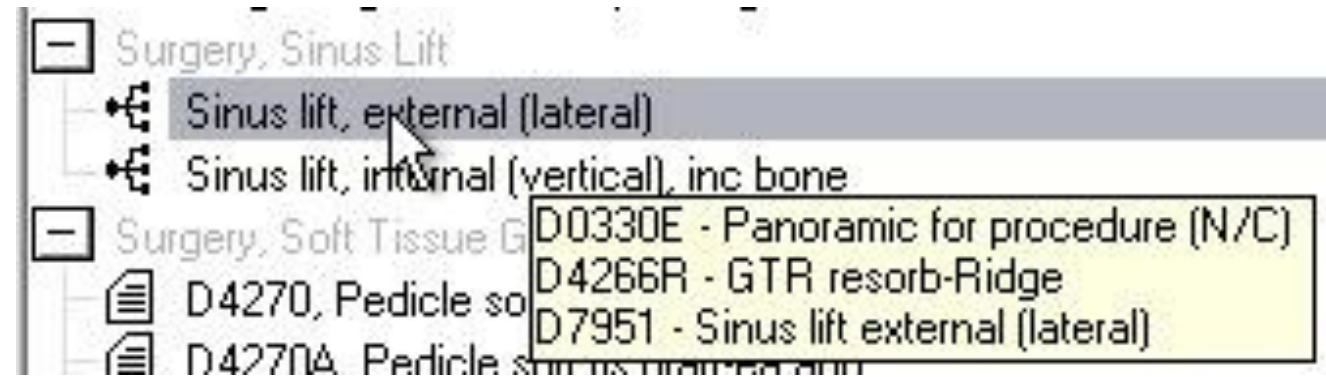 Surgery, Sinus Lift
Sinus lift, external (lateral)
Sinus lift, internal (vertical), inc bone
Surgery, Soft Tissue G
D0330E - Panoramic for procedure (N/C)
D4266R - GTR resorb-Ridge
D7951 - Sinus lift external (lateral)
D4270, Pedicle so
D4270A, Pedicle